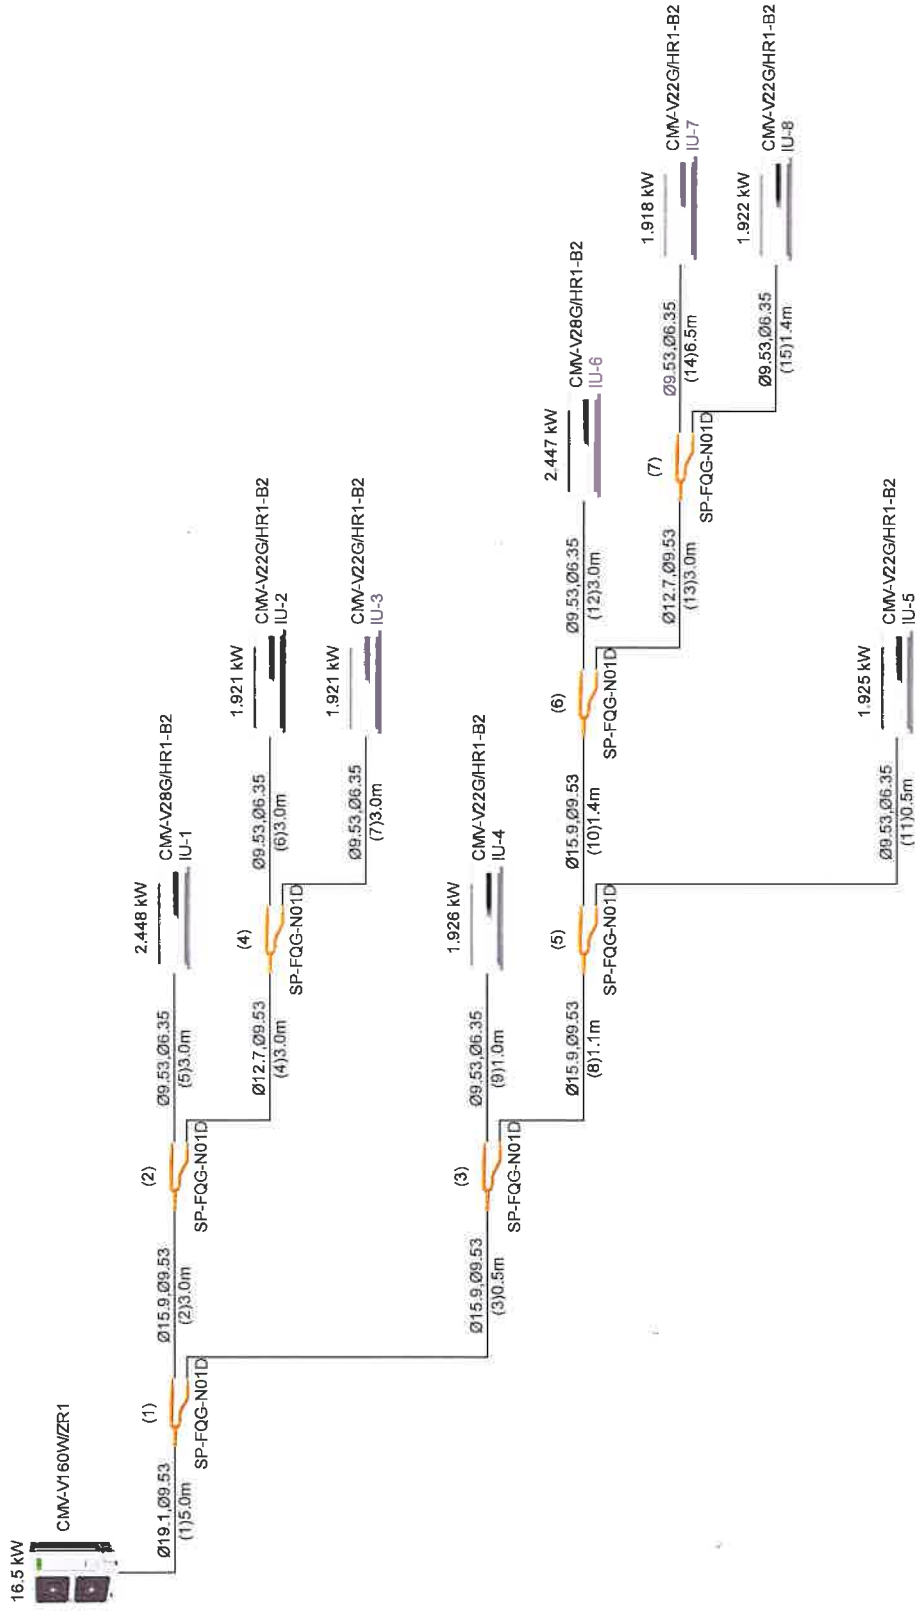 16.5 kW
CMV-V160W/ZR1
Ø19.1,Ø9.53
(1)5.0m
(1)
SP-FQG-N01D
Ø15.9,Ø9.53
(2)3.0m
(2)
SP-FQG-N01D
Ø9.53,Ø6.35
(5)3.0m
2.448 kW
CMV-V28G/HR1-B2
IU-1
Ø12.7,Ø9.53
(4)3.0m
(4)
SP-FQG-N01D
Ø9.53,Ø6.35
(6)3.0m
1.921 kW
CMV-V22G/HR1-B2
IU-2
Ø9.53,Ø6.35
(7)3.0m
1.921 kW
CMV-V22G/HR1-B2
IU-3
Ø15.9,Ø9.53
(3)0.5m
(3)
SP-FQG-N01D
Ø9.53,Ø6.35
(9)1.0m
1.926 kW
CMV-V22G/HR1-B2
IU-4
Ø15.9,Ø9.53
(8)1.1m
(5)
SP-FQG-N01D
Ø15.9,Ø9.53
(10)1.4m
(6)
SP-FQG-N01D
Ø9.53,Ø6.35
(12)3.0m
2.447 kW
CMV-V28G/HR1-B2
IU-6
Ø12.7,Ø9.53
(13)3.0m
(7)
SP-FQG-N01D
Ø9.53,Ø6.35
(14)6.5m
1.918 kW
CMV-V22G/HR1-B2
IU-7
Ø9.53,Ø6.35
(15)1.4m
1.922 kW
CMV-V22G/HR1-B2
IU-8
Ø9.53,Ø6.35
(11)0.5m
1.925 kW
CMV-V22G/HR1-B2
IU-5